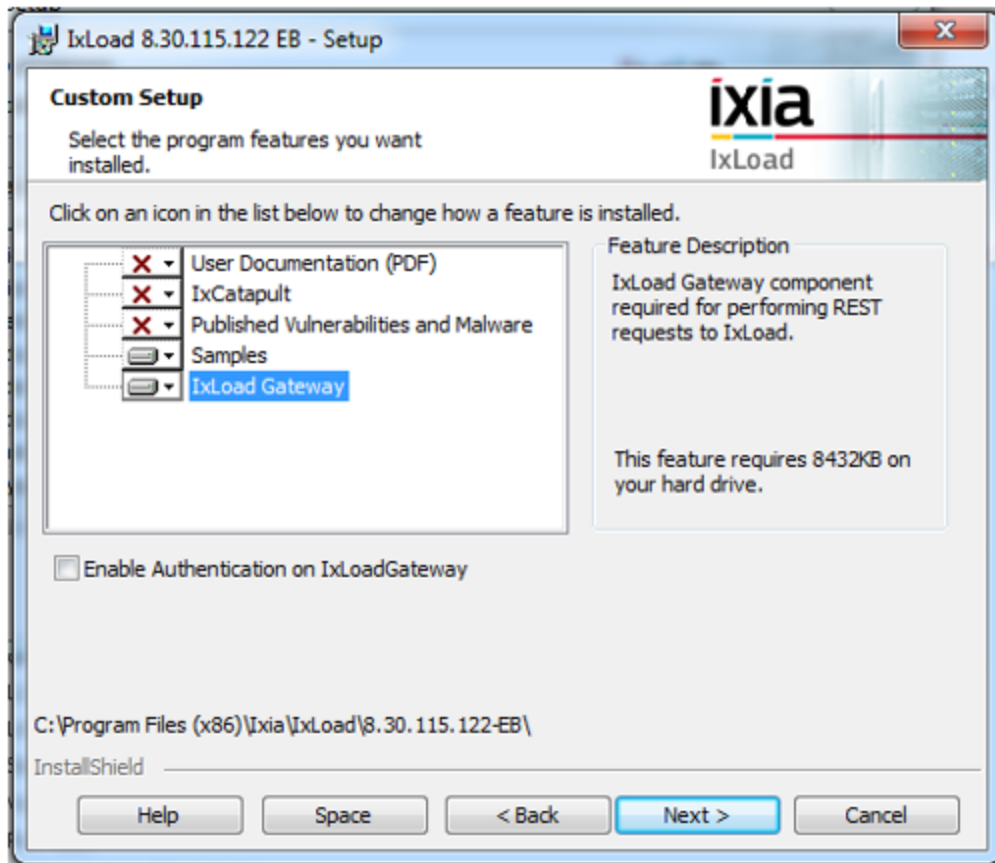 IxLoad 8.30.115.122 EB - Setup
Custom Setup
Select the program features you want
installed.
ixia
IxLoad
Click on an icon in the list below to change how a feature is installed.
User Documentation (PDF)
IxCatapult
Published Vulnerabilities and Malware
Samples
IxLoad Gateway
Feature Description
IxLoad Gateway component
required for performing REST
requests to IxLoad.
This feature requires 8432KB on
your hard drive.
Enable Authentication on IxLoadGateway
C:\Program Files (x86)\Ixia\IxLoad\8.30.115.122-EB\
InstallShield
Help
Space
< Back
Next >
Cancel